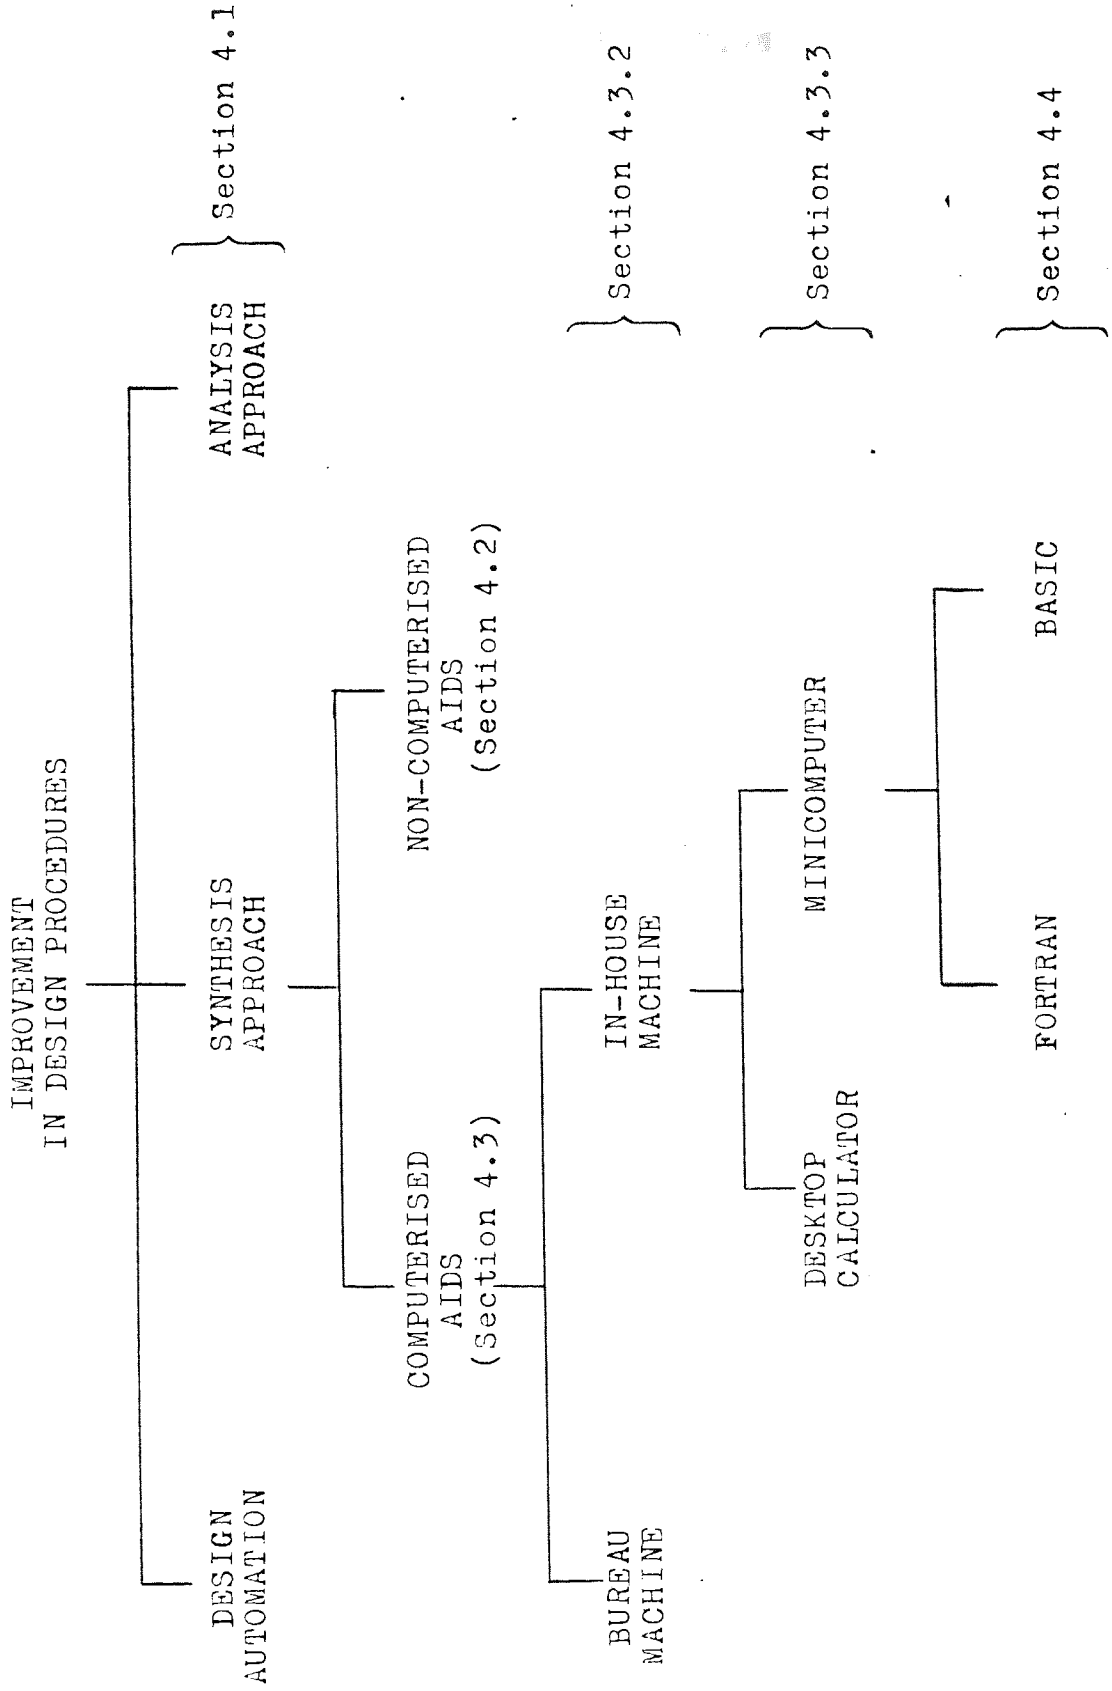 IMPROVEMENT
IN DESIGN PROCEDURES
DESIGN
AUTOMATION
SYNTHESIS
APPROACH
ANALYSIS
APPROACH
Section 4.1
COMPUTERISED
AIDS
(Section 4.3)
NON-COMPUTERISED
AIDS
(Section 4.2)
BUREAU
MACHINE
IN-HOUSE
MACHINE
Section 4.3.2
DESKTOP
CALCULATOR
MINICOMPUTER
Section 4.3.3
FORTRAN
BASIC
Section 4.4